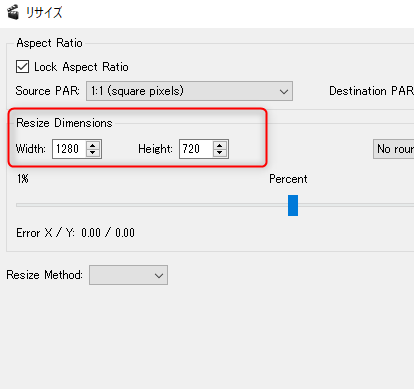 リサイズ
Aspect Ratio
Lock Aspect Ratio
Source PAR: 1:1 (square pixels) Destination PAR
Resize Dimensions
Width: 1280 Height: 720 No roun
1% Percent
Error X / Y: 0.00 / 0.00
Resize Method: